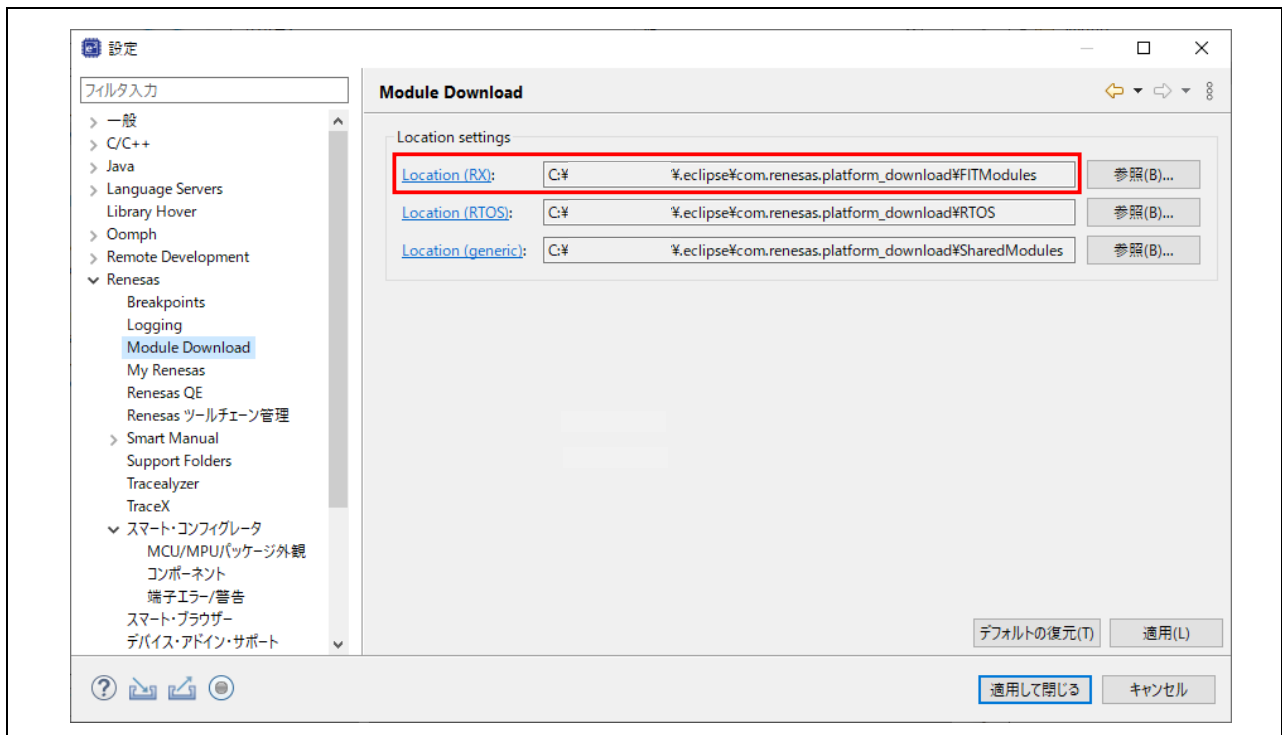 設定
フィルタ入力
一般
C/C++
Java
Language Servers
Library Hover
Oomph
Remote Development
Renesas
Breakpoints
Logging
Module Download
My Renesas
Renesas QE
Renesas ツールチェーン管理
Smart Manual
Support Folders
Tracealyzer
TraceX
スマート・コンフィグレータ
MCU/MPUパッケージ外観
コンポーネント
端子エラー/警告
スマート・ブラウザー
デバイス・アドイン・サポート
Module Download
Location settings
Location (RX): C:¥ ¥.eclipse¥com.renesas.platform_download¥FITModules 参照(B)...
Location (RTOS): C:¥ ¥.eclipse¥com.renesas.platform_download¥RTOS 参照(B)...
Location (generic): C:¥ ¥.eclipse¥com.renesas.platform_download¥SharedModules 参照(B)...
デフォルトの復元(T) 適用(L)
適用して閉じる キャンセル